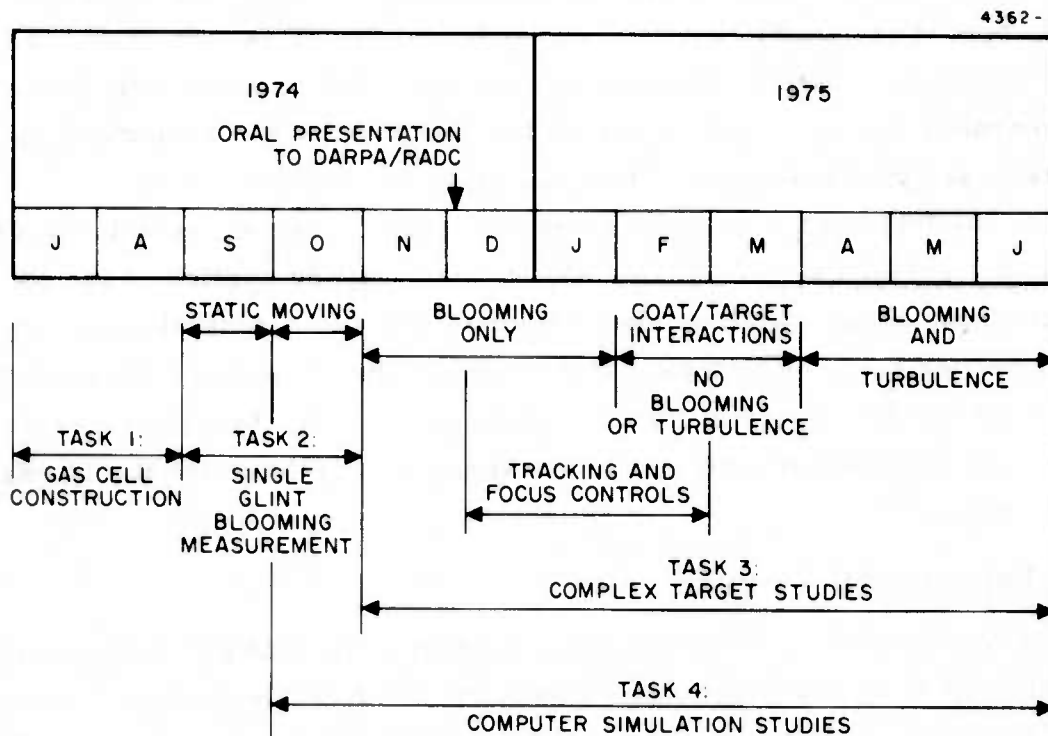 4362-
1974
1975
ORAL PRESENTATION
TO DARPA/RADC
J A S O N D J F M A M J
STATIC MOVING
BLOOMING
ONLY
COAT/TARGET
INTERACTIONS
BLOOMING
AND
TURBULENCE
NO
BLOOMING
OR TURBULENCE
TASK 1:
GAS CELL
CONSTRUCTION
TASK 2:
SINGLE
GLINT
BLOOMING
MEASUREMENT
TRACKING AND
FOCUS CONTROLS
TASK 3:
COMPLEX TARGET STUDIES
TASK 4:
COMPUTER SIMULATION STUDIES